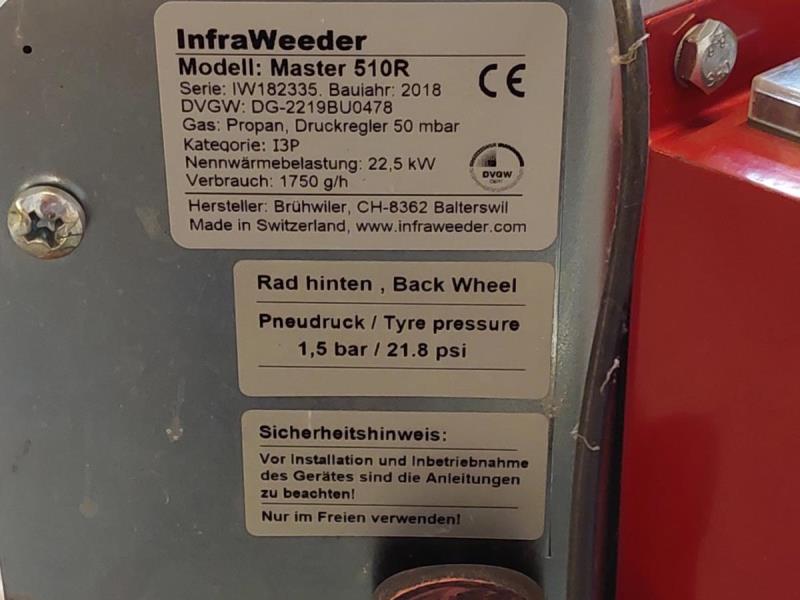 InfraWeeder
Modell: Master 510R
Serie: IW182335. Baujahr: 2018
DVGW: DG-2219BU0478
Gas: Propan, Druckregler 50 mbar
Kategorie: I3P
Nennwärmebelastung: 22,5 kW
Verbrauch: 1750 g/h
CE
DVGW
Hersteller: Brühwiler, CH-8362 Balterswil
Made in Switzerland, www.infraweeder.com
Rad hinten , Back Wheel
Pneudruck / Tyre pressure
1,5 bar / 21.8 psi
Sicherheitshinweis:
Vor Installation und Inbetriebnahme
des Gerätes sind die Anleitungen
zu beachten!
Nur im Freien verwenden!
8.8